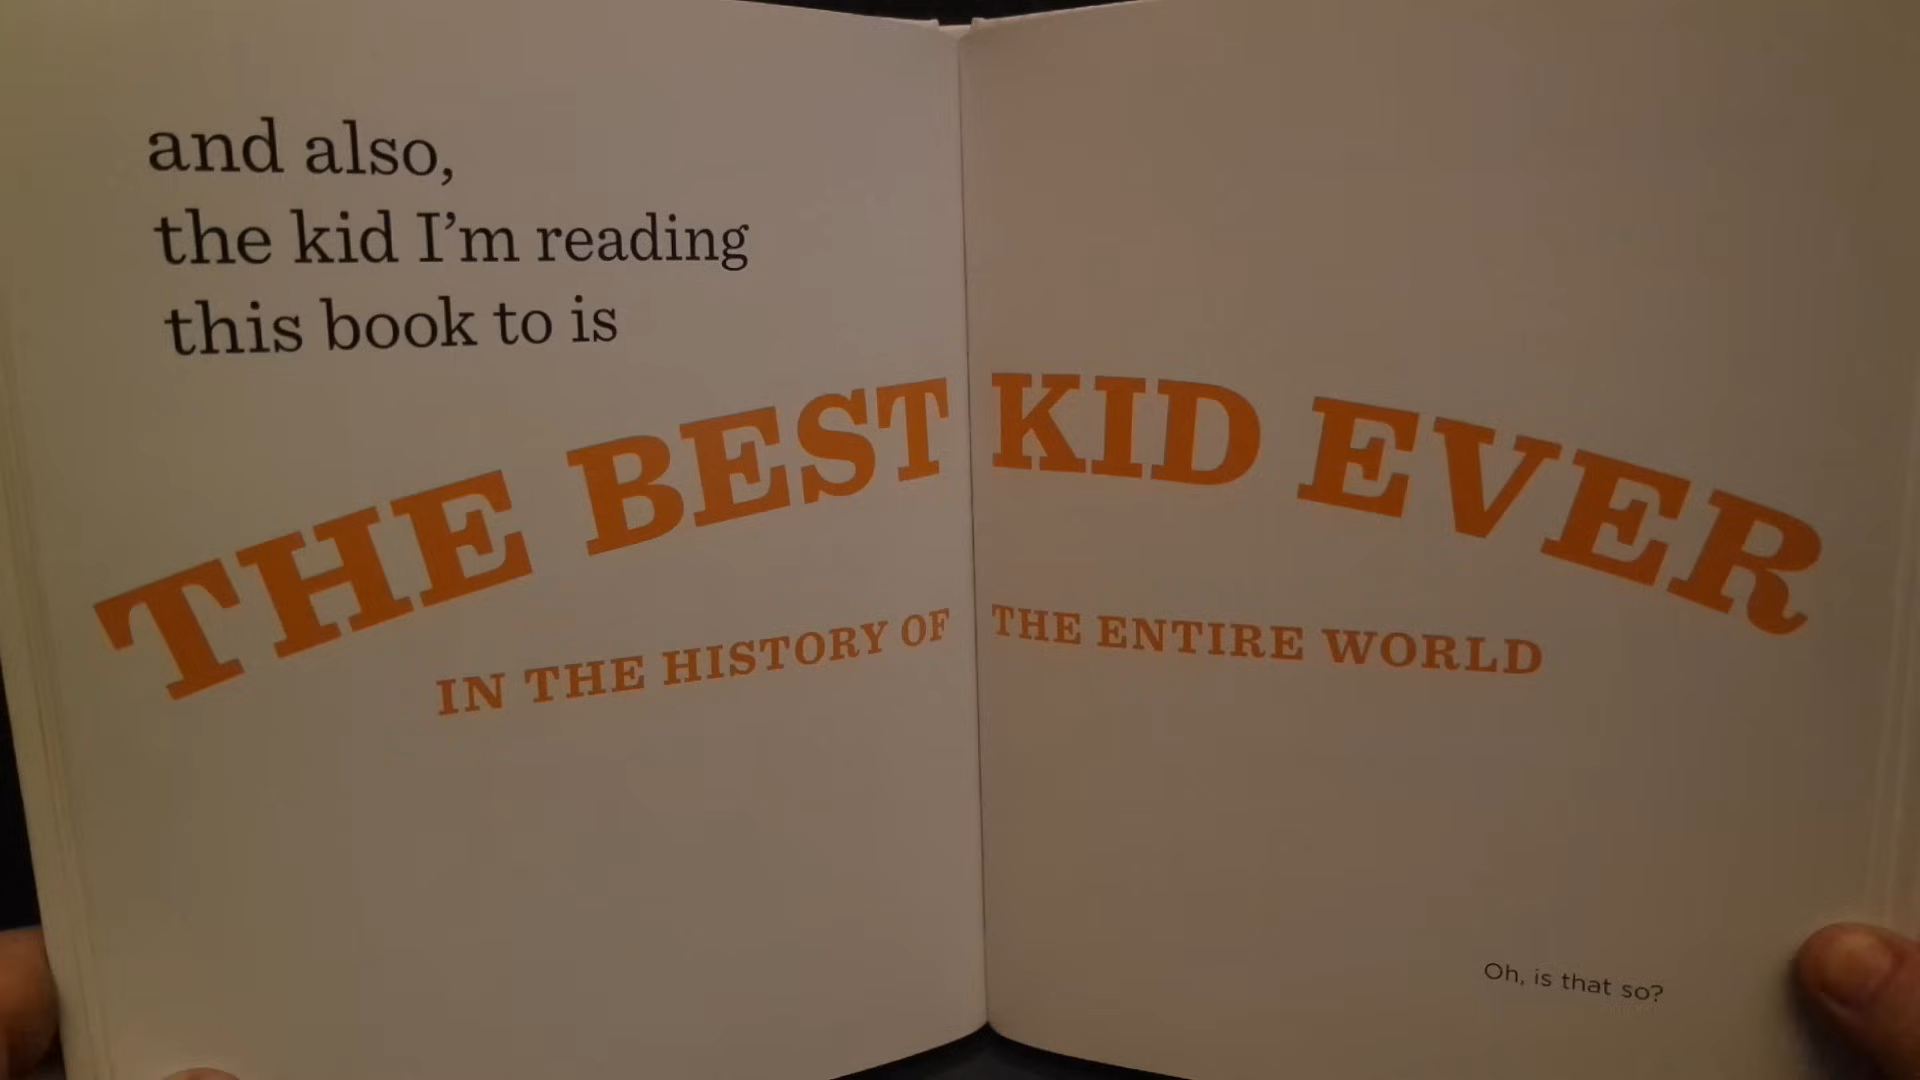 and also,
the kid I'm reading
this book to is
THE BEST KID EVER
IN THE HISTORY OF THE ENTIRE WORLD
Oh, is that so?